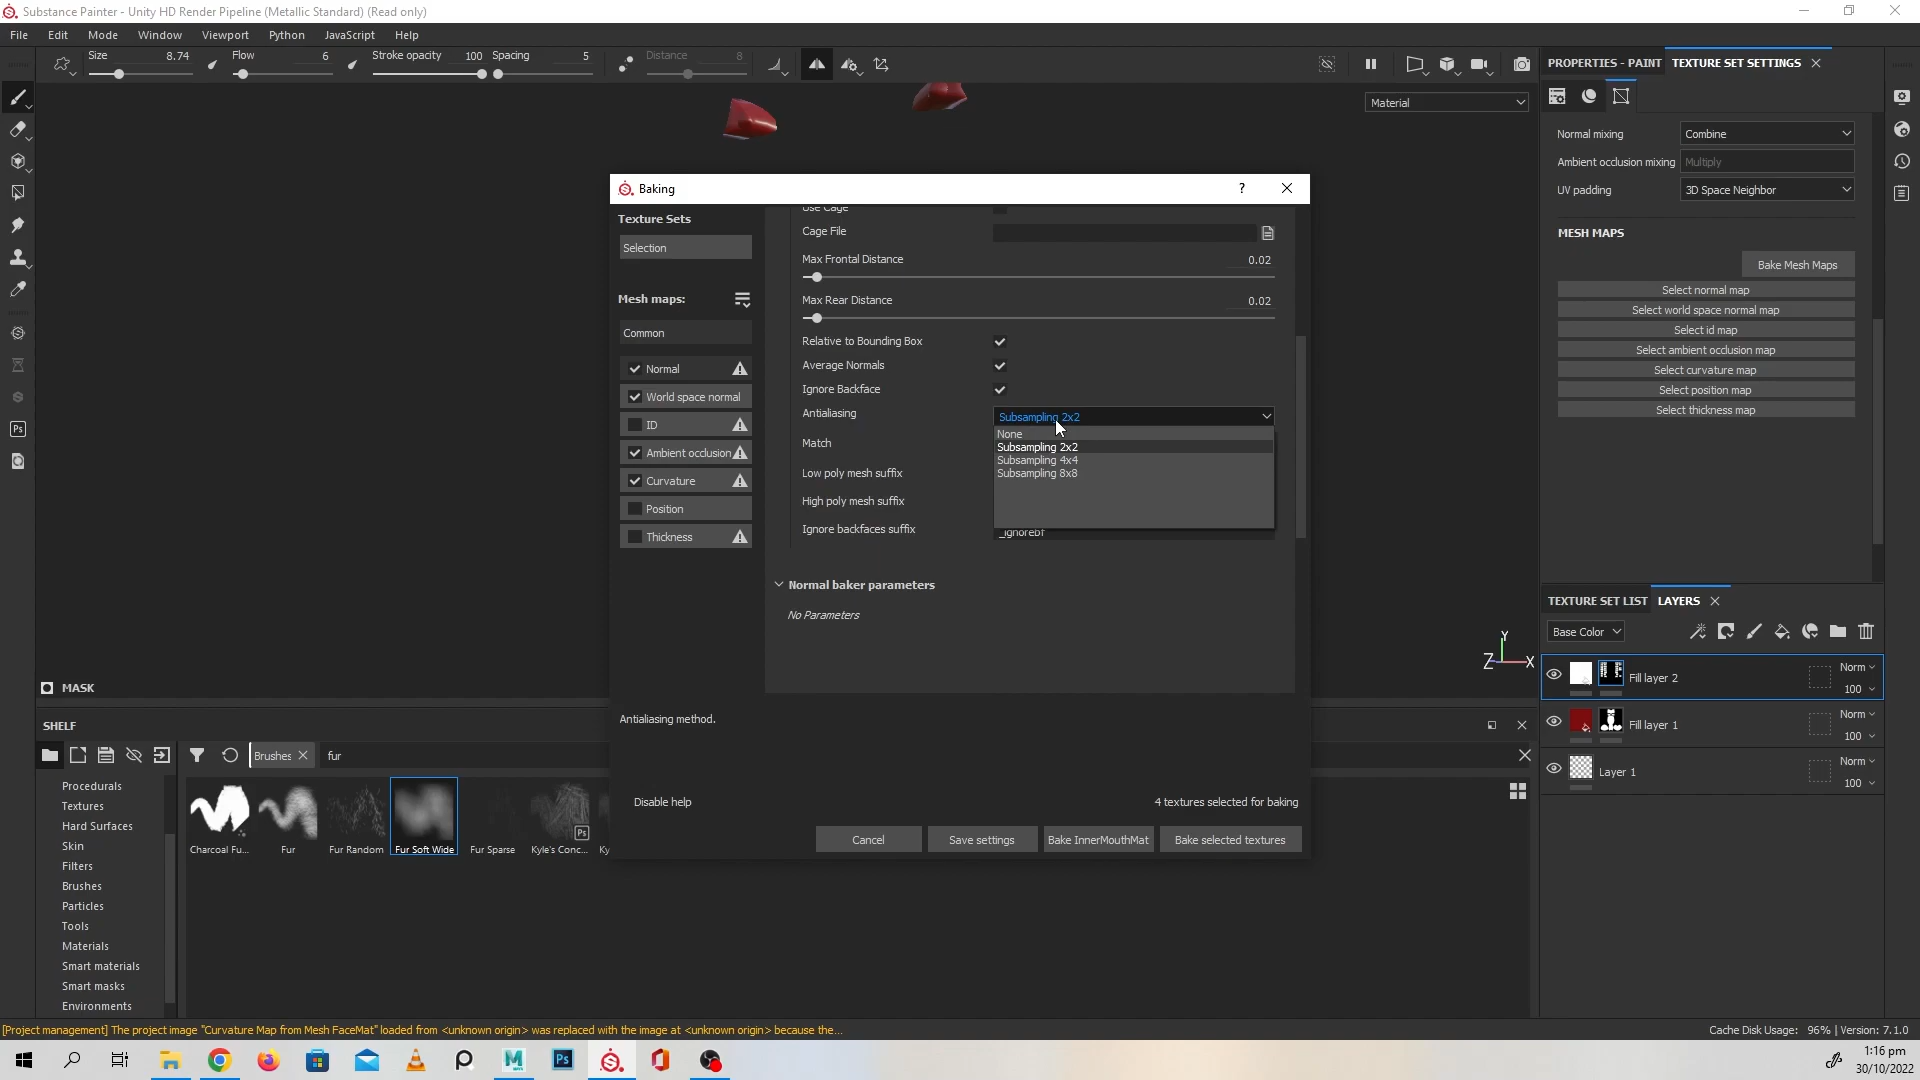 Substance Painter - Unity HD Render Pipeline (Metallic Standard) (Read only)
File Edit Mode Window Viewport Python JavaScript Help
Size 8.74 Flow 6 Stroke opacity 100 Spacing 5 Distance 8
PROPERTIES - PAINT TEXTURE SET SETTINGS
Material
Normal mixing Combine
Ambient occlusion mixing Multiply
UV padding 3D Space Neighbor
MESH MAPS
Bake Mesh Maps
Select normal map
Select world space normal map
Select id map
Select ambient occlusion map
Select curvature map
Select position map
Select thickness map
Baking ?
Texture Sets
Selection
Mesh maps:
Common
Normal
World space normal
ID
Ambient occlusion
Curvature
Position
Thickness
Use Cage
Cage File
Max Frontal Distance 0.02
Max Rear Distance 0.02
Relative to Bounding Box
Average Normals
Ignore Backface
Antialiasing Subsampling 2x2
None
Subsampling 2x2
Subsampling 4x4
Subsampling 8x8
Match
Low poly mesh suffix
High poly mesh suffix
Ignore backfaces suffix _ignorebf
Normal baker parameters
No Parameters
Antialiasing method.
Disable help 4 textures selected for baking
Cancel Save settings Bake InnerMouthMat Bake selected textures
Y
Z X
MASK
TEXTURE SET LIST LAYERS
Base Color
Fill layer 2 Norm 100
Fill layer 1 Norm 100
Layer 1 Norm 100
SHELF
Brushes fur
Procedurals
Textures
Hard Surfaces
Skin
Filters
Brushes
Particles
Tools
Materials
Smart materials
Smart masks
Environments
Charcoal Fu... Fur Fur Random Fur Soft Wide Fur Sparse Kyle's Conc... Ky
Ps
Ps
[Project management] The project image "Curvature Map from Mesh FaceMat" loaded from <unknown origin> was replaced with the image at <unknown origin> because the...
Cache Disk Usage: 96% | Version: 7.1.0
M Ps
1:16 pm
30/10/2022